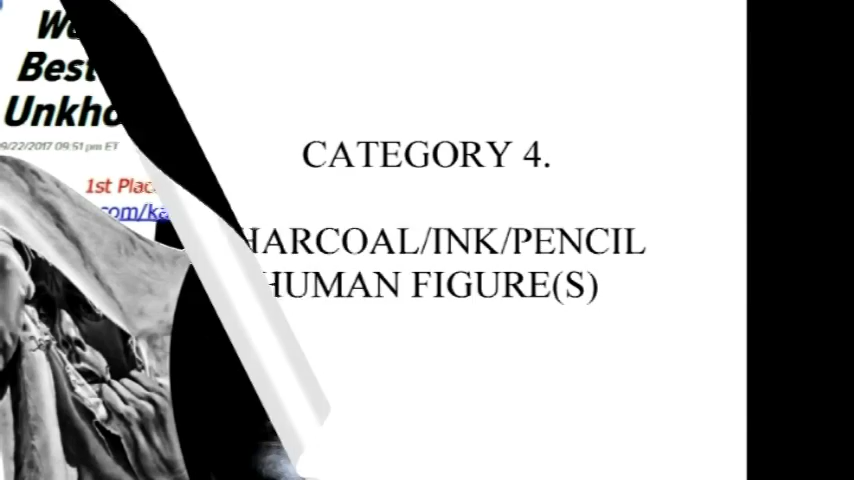 We
Best
Unkho
9/22/2017 09:51 pm ET
1st Plac
com/ka
CATEGORY 4.
HARCOAL/INK/PENCIL
HUMAN FIGURE(S)